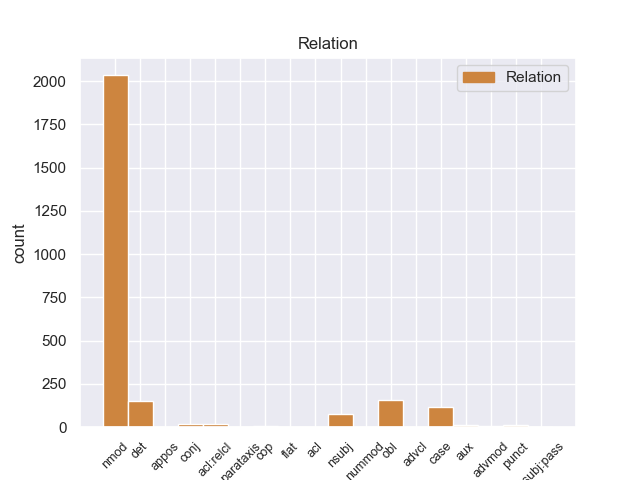 Relation
Relation
2000
1750
1500
1250
1000
750
500
250
0
count
nmod
det
appos
conj
acl:relcl
parataxis
cop
flat
acl
nsubj
nummod
obl
advcl
case
aux
advmod
punct
subj:pass